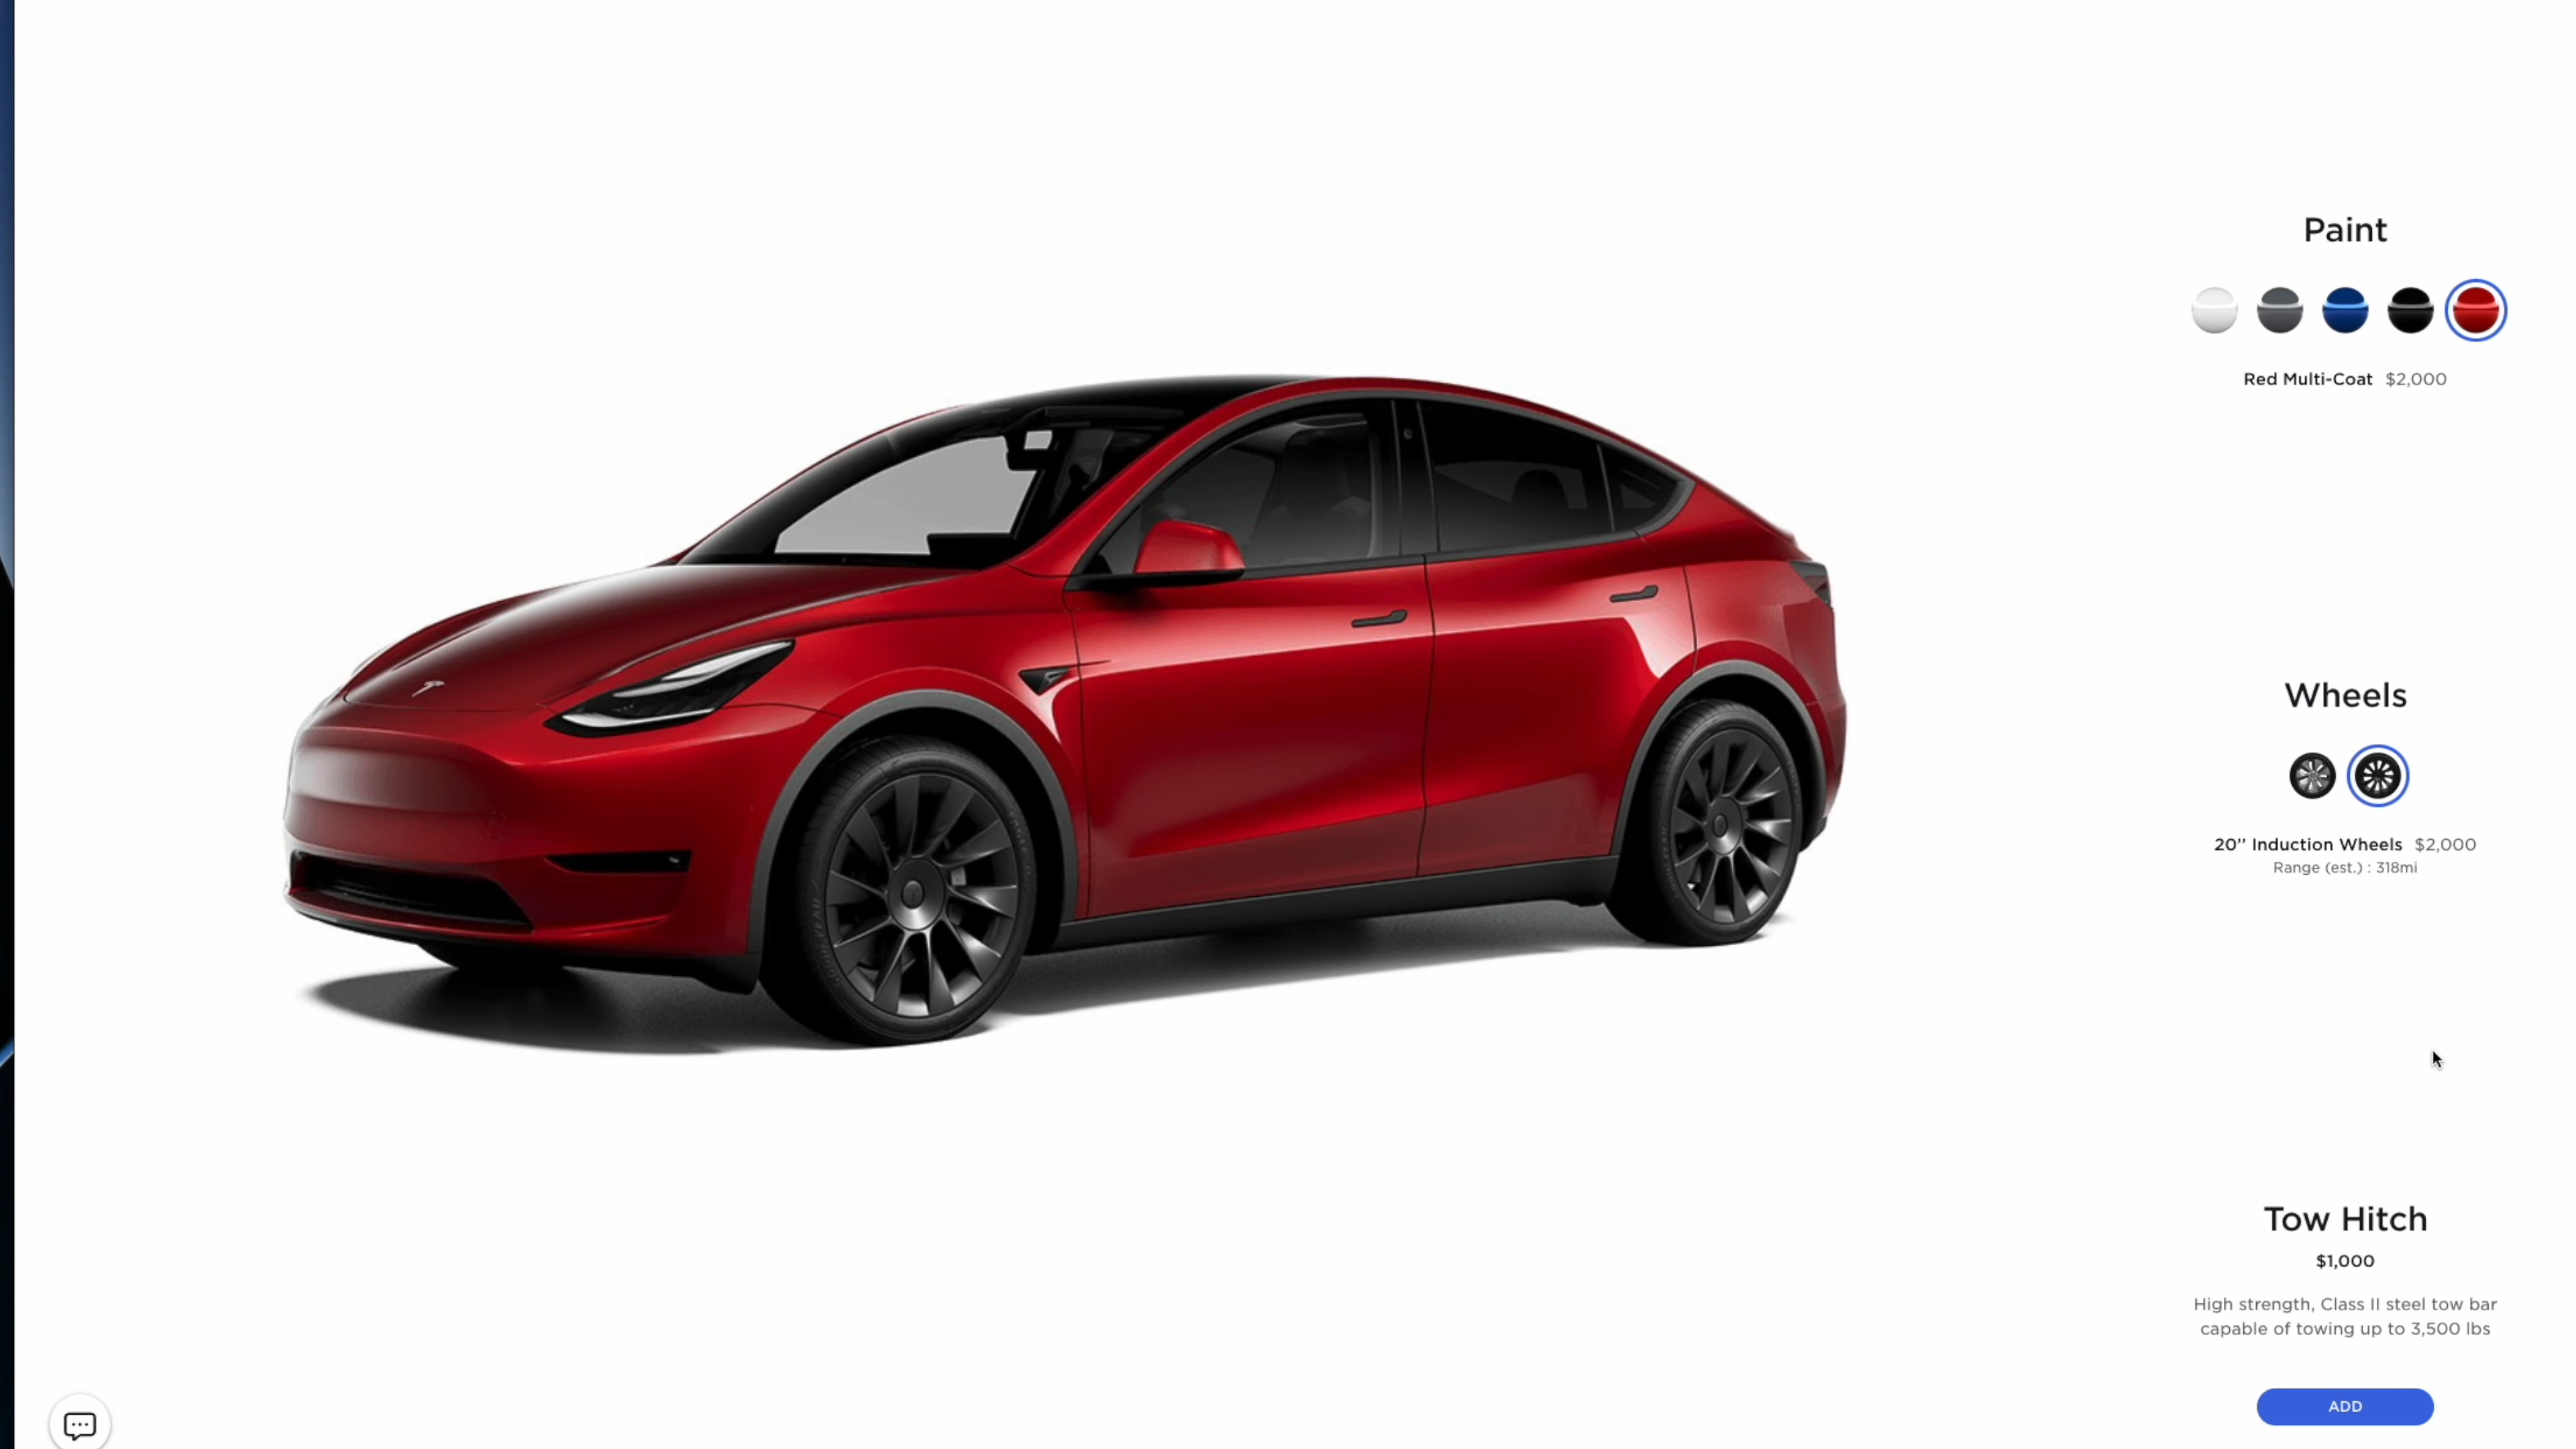 Paint
Red Multi-Coat $2,000
Wheels
20’’ Induction Wheels $2,000
Range (est.) : 318mi
Tow Hitch
$1,000
High strength, Class II steel tow bar
capable of towing up to 3,500 lbs
ADD